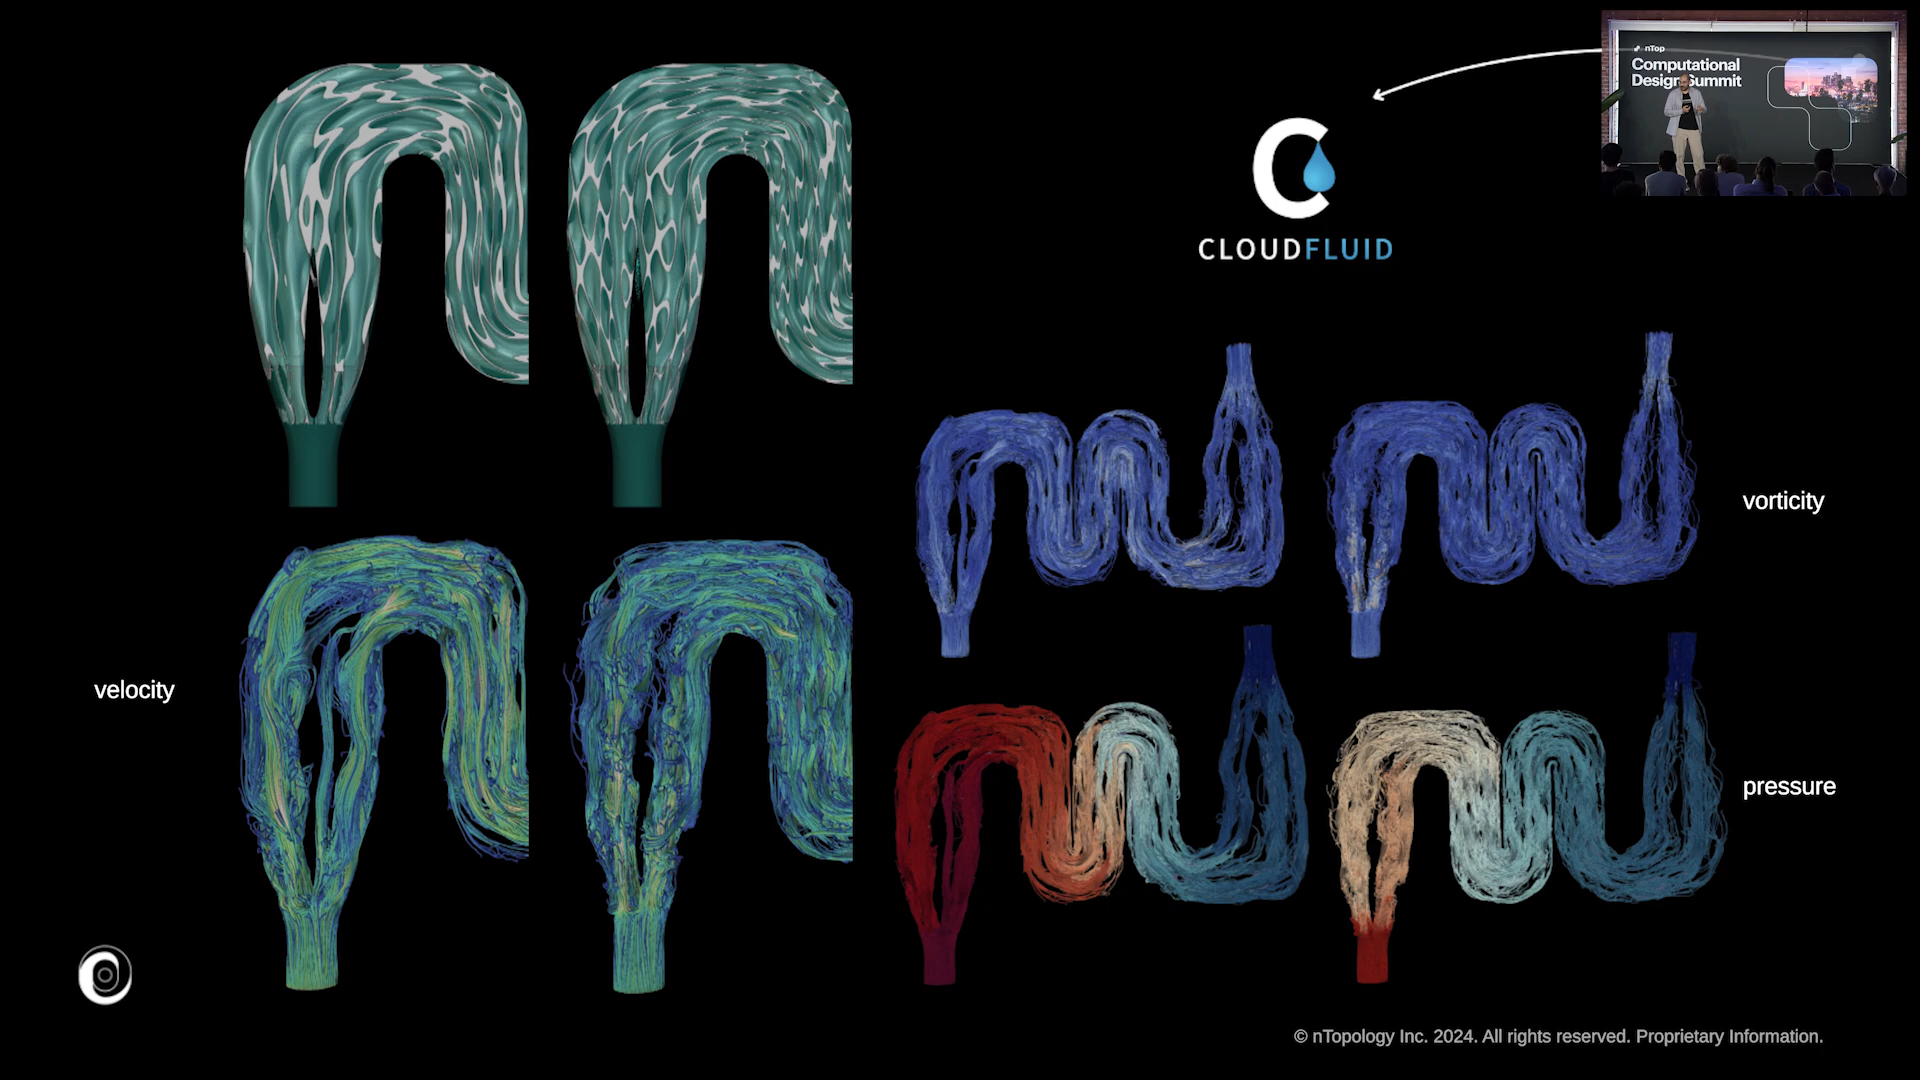 nTop
Computational
Design Summit
CLOUDFLUID
vorticity
velocity
pressure
© nTopology Inc. 2024. All rights reserved. Proprietary Information.